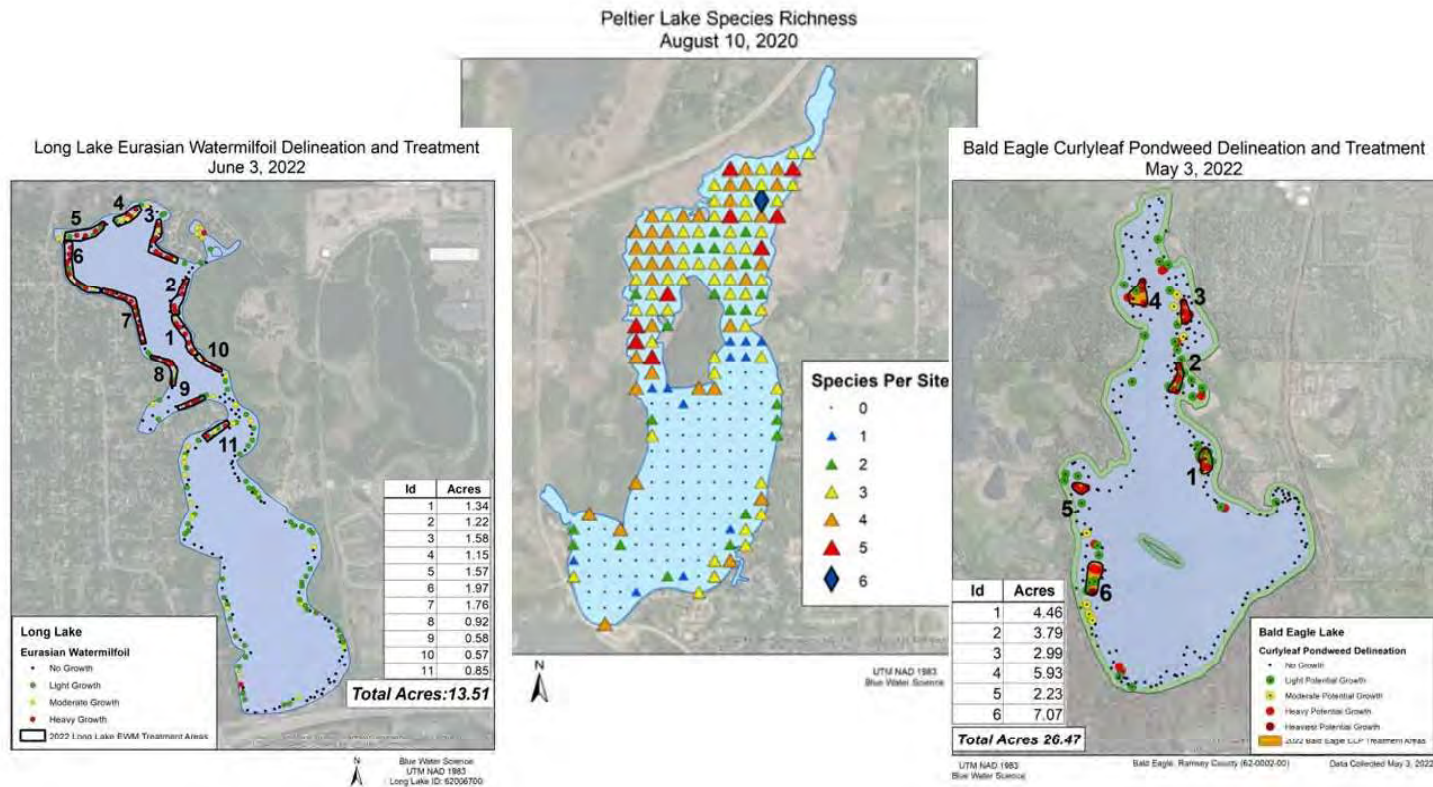 Peltier Lake Species Richness
August 10, 2020
Long Lake Eurasian Watermilfoil Delineation and Treatment
June 3, 2022
4
5
3
6
2
7
1
10
8
9
11
Id Acres
1 1.34
2 1.22
3 1.58
4 1.15
5 1.57
6 1.97
7 1.76
8 0.92
9 0.58
10 0.57
11 0.85
Total Acres:13.51
Long Lake
Eurasian Watermilfoil
No Growth
Light Growth
Moderate Growth
Heavy Growth
2022 Long Lake EWM Treatment Areas
N
Blue Water Science
UTM NAD 1983
Long Lake ID: 62006700
Species Per Site
0
1
2
3
4
5
6
N
UTM NAD 1983
Blue Water Science
Bald Eagle Curlyleaf Pondweed Delineation and Treatment
May 3, 2022
4
3
2
1
5
6
Id Acres
1 4.46
2 3.79
3 2.99
4 5.93
5 2.23
6 7.07
Total Acres 26.47
Bald Eagle Lake
Curlyleaf Pondweed Delineation
No Growth
Light Potential Growth
Moderate Potential Growth
Heavy Potential Growth
Heaviest Potential Growth
2022 Bald Eagle CLP Treatment Areas
UTM NAD 1983
Blue Water Science
Bald Eagle, Ramsey County (62-0002-00)
Data Collected May 3, 2022